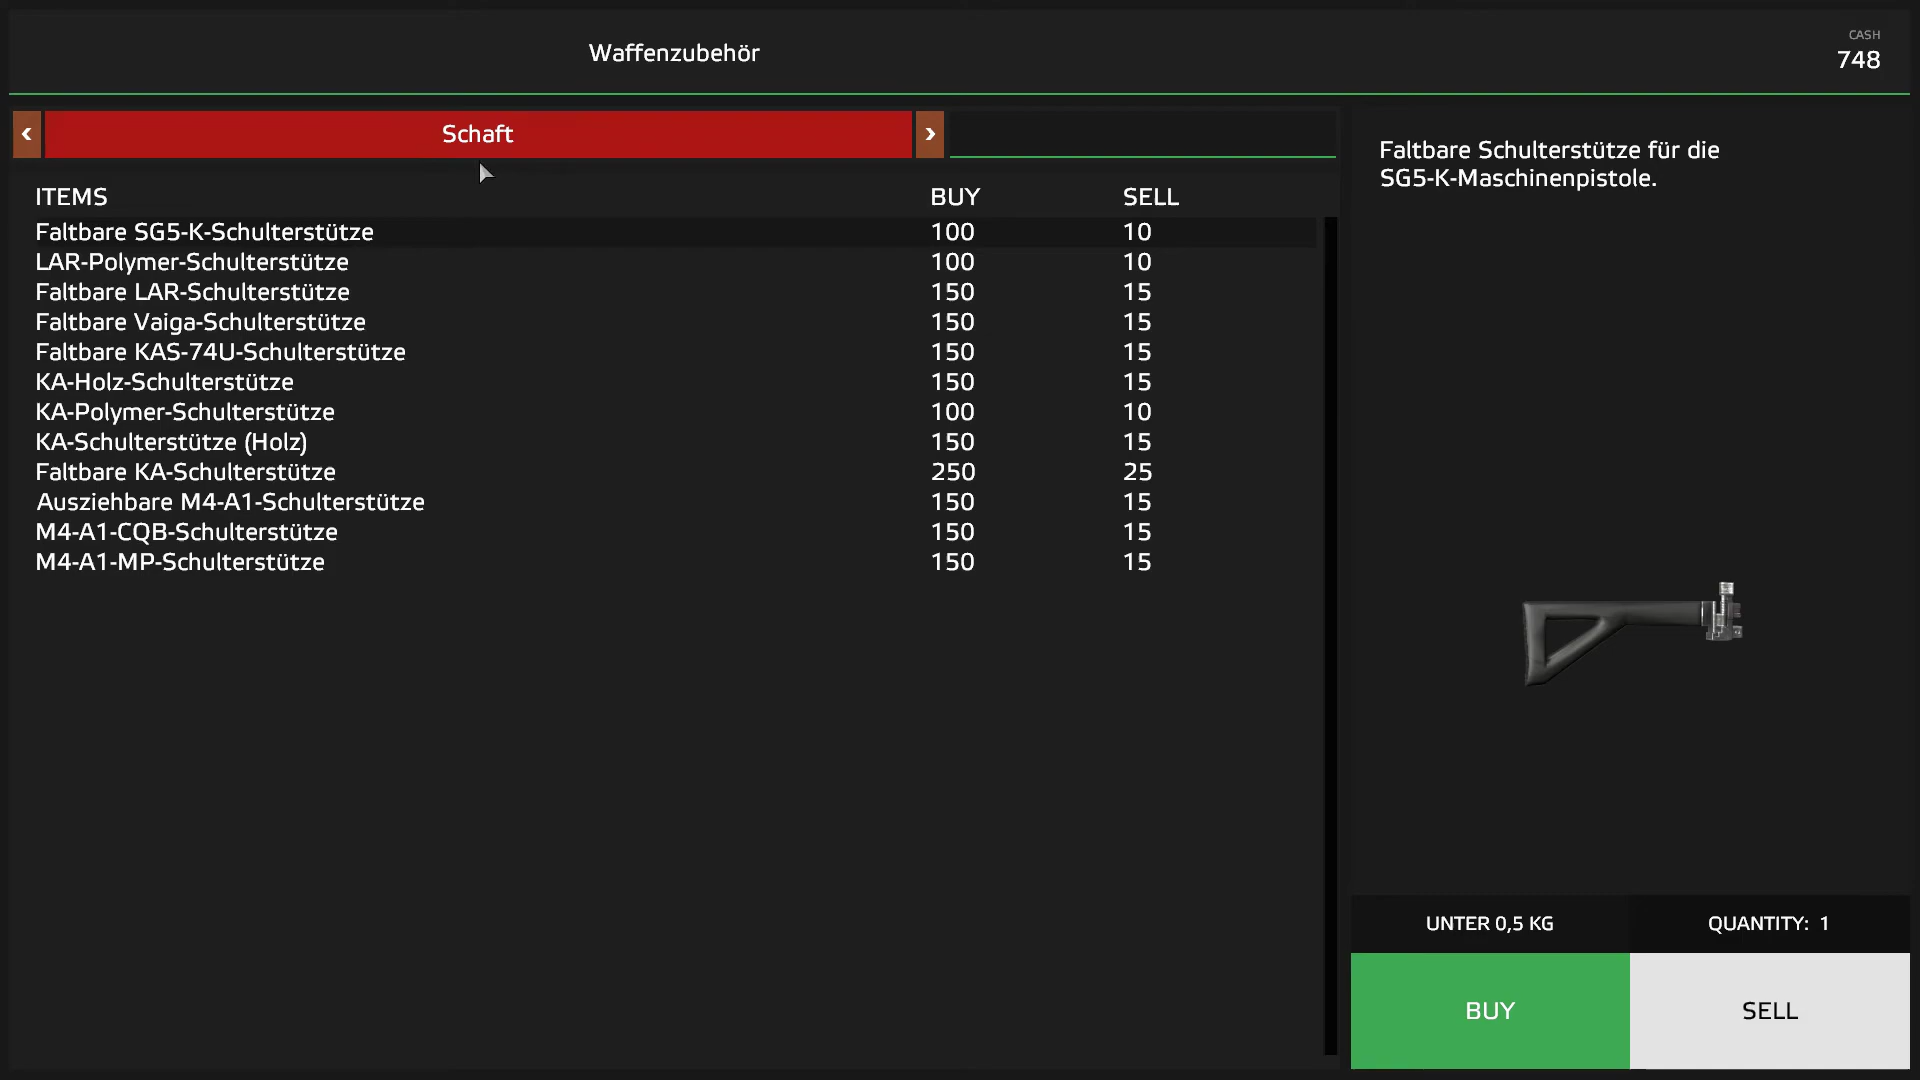 Waffenzubehör
CASH
748
‹ Schaft ›
Faltbare Schulterstütze für die
SG5-K-Maschinenpistole.
ITEMS BUY SELL
Faltbare SG5-K-Schulterstütze 100 10
LAR-Polymer-Schulterstütze 100 10
Faltbare LAR-Schulterstütze 150 15
Faltbare Vaiga-Schulterstütze 150 15
Faltbare KAS-74U-Schulterstütze 150 15
KA-Holz-Schulterstütze 150 15
KA-Polymer-Schulterstütze 100 10
KA-Schulterstütze (Holz) 150 15
Faltbare KA-Schulterstütze 250 25
Ausziehbare M4-A1-Schulterstütze 150 15
M4-A1-CQB-Schulterstütze 150 15
M4-A1-MP-Schulterstütze 150 15
UNTER 0,5 KG QUANTITY: 1
BUY SELL